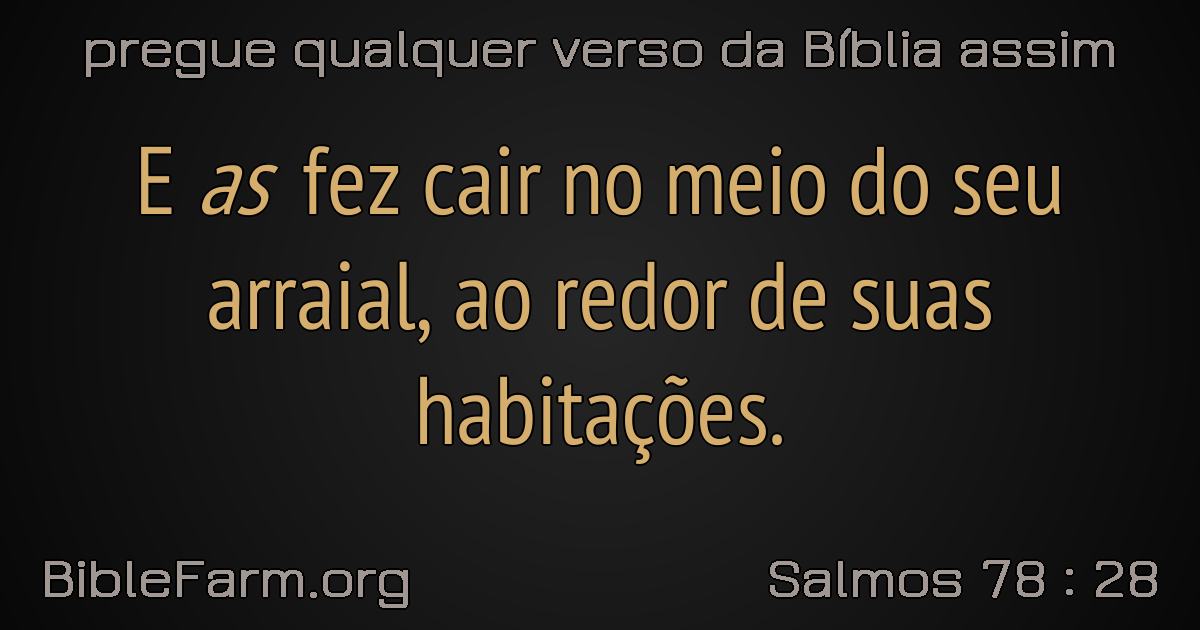 pregue qualquer verso da Bíblia assim
E as fez cair no meio do seu
arraial, ao redor de suas
habitações.
BibleFarm.org
Salmos 78 : 28